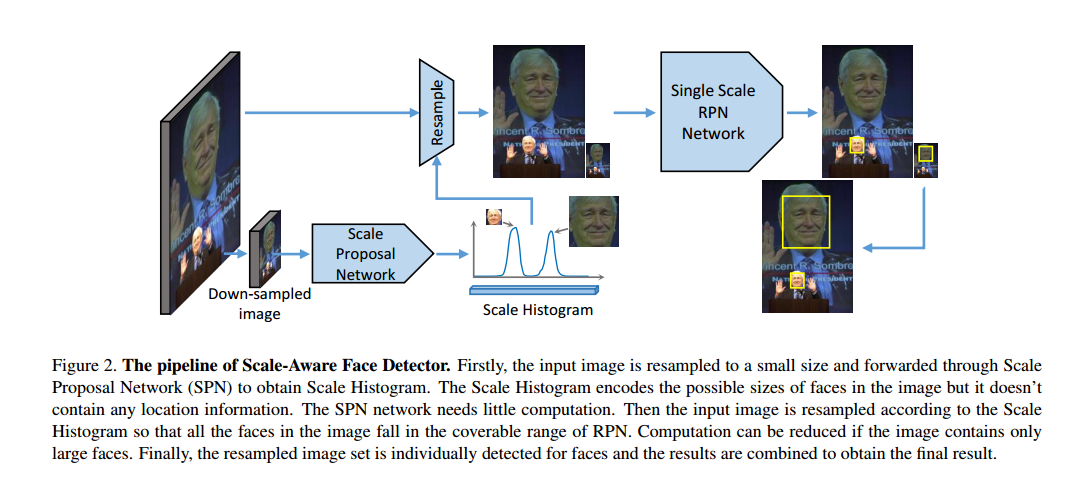 Resample
Single Scale
RPN
Network
incent R. Sombre
incent R. Sombre
Scale
Proposal
Network
Down-sampled
image
Scale Histogram
incent R. Sombre
Figure 2. The pipeline of Scale-Aware Face Detector. Firstly, the input image is resampled to a small size and forwarded through Scale
Proposal Network (SPN) to obtain Scale Histogram. The Scale Histogram encodes the possible sizes of faces in the image but it doesn't
contain any location information. The SPN network needs little computation. Then the input image is resampled according to the Scale
Histogram so that all the faces in the image fall in the coverable range of RPN. Computation can be reduced if the image contains only
large faces. Finally, the resampled image set is individually detected for faces and the results are combined to obtain the final result.